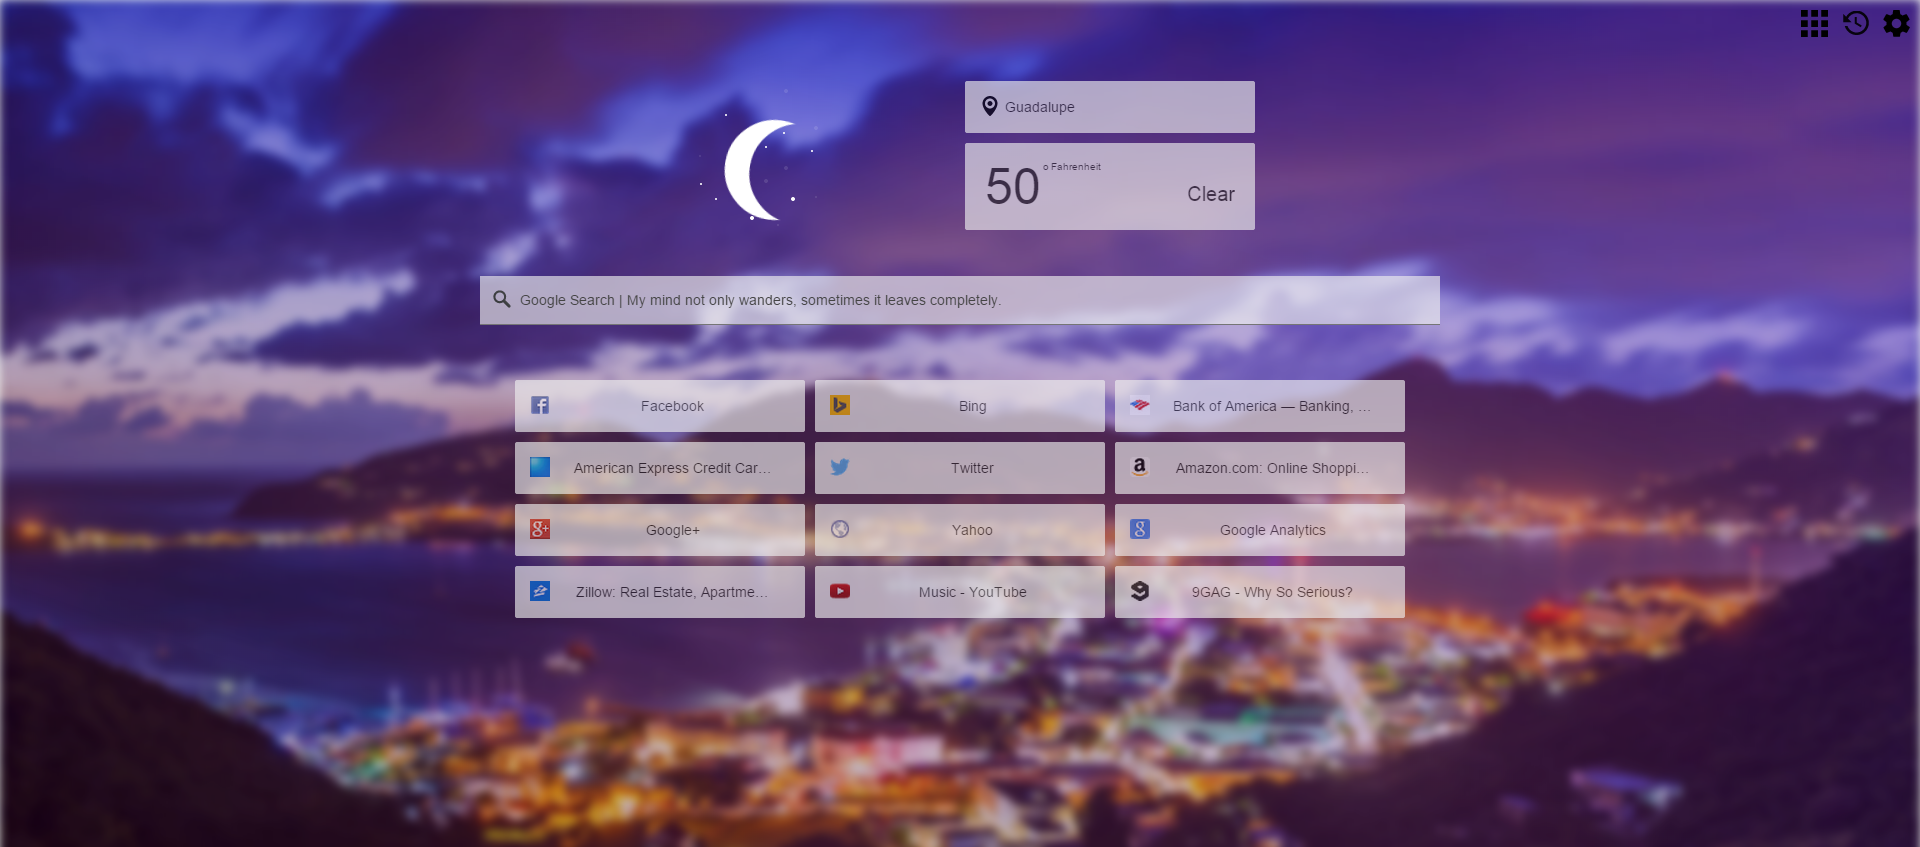 Guadalupe
50
o Fahrenheit
Clear
Google Search | My mind not only wanders, sometimes it leaves completely.
Facebook
Bing
Bank of America — Banking, ...
American Express Credit Car...
Twitter
Amazon.com: Online Shoppi...
Google+
Yahoo
Google Analytics
Zillow: Real Estate, Apartme...
Music - YouTube
9GAG - Why So Serious?